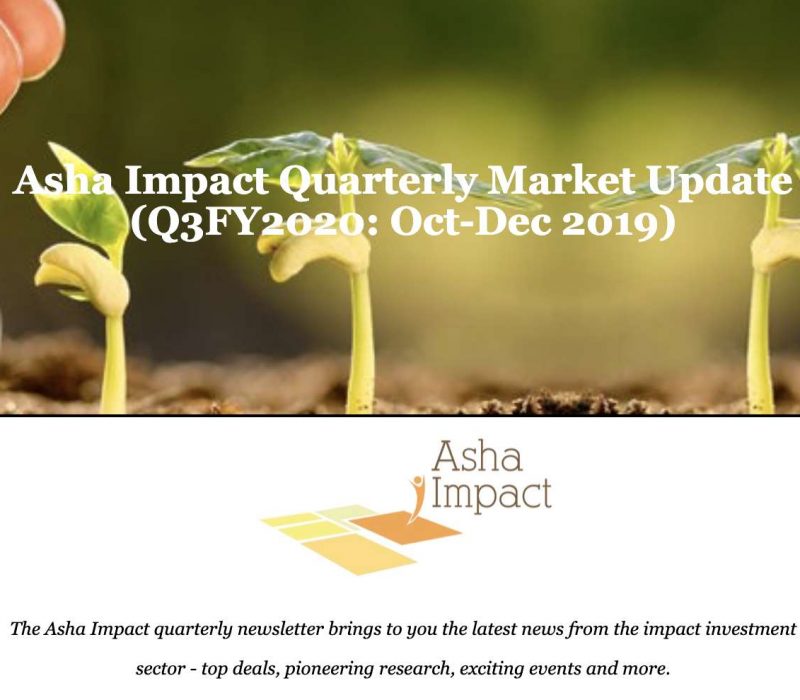 Asha Impact Quarterly Market Update
(Q3FY2020: Oct-Dec 2019)
Asha
Impact
The Asha Impact quarterly newsletter brings to you the latest news from the impact investment
sector - top deals, pioneering research, exciting events and more.